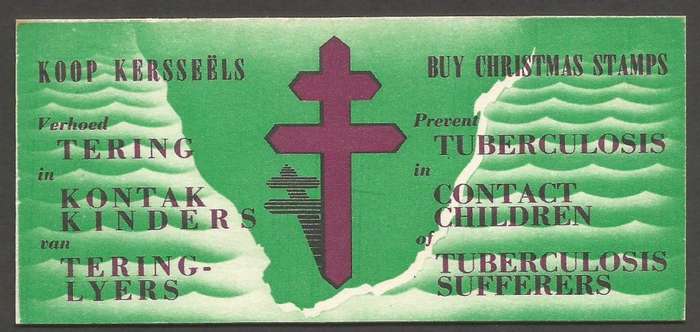 KOOP KERSSEËLS
Verhoed
TERING
in
KONTAK
KINDERS
van
TERING-
LYERS
BUY CHRISTMAS STAMPS
Prevent
TUBERCULOSIS
in
CONTACT
CHILDREN
of
TUBERCULOSIS
SUFFERERS